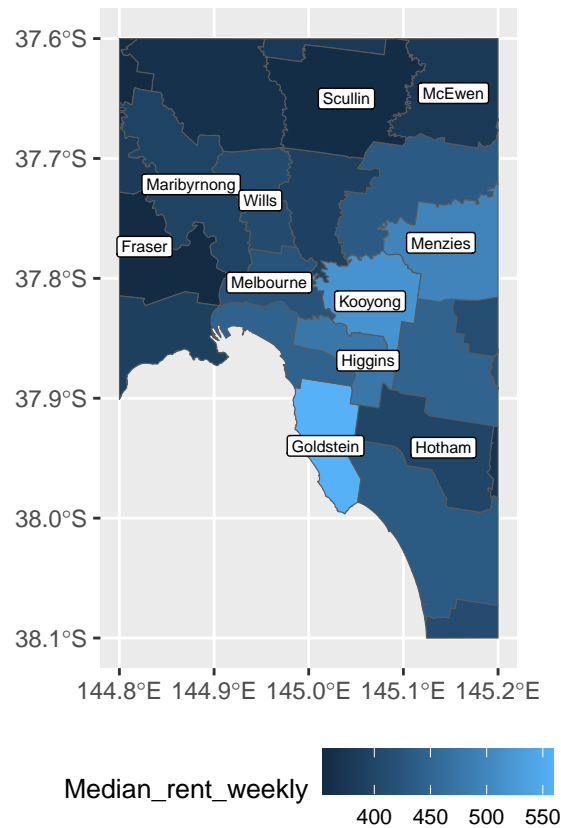 37.6°S
37.7°S
37.8°S
37.9°S
38.0°S
38.1°S
Scullin
McEwen
Maribyrnong
Wills
Fraser
Menzies
Melbourne
Kooyong
Higgins
Goldstein
Hotham
144.8°E 144.9°E 145.0°E 145.1°E 145.2°E
Median_rent_weekly
400 450 500 550